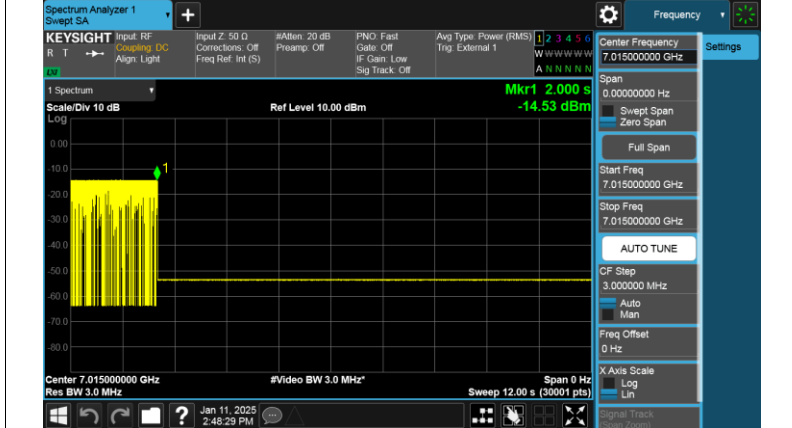 Spectrum Analyzer 1
Swept SA
Frequency
KEYSIGHT
R T
LXI
Input: RF
Coupling: DC
Align: Light
Input Z: 50 Ω
Corrections: Off
Freq Ref: Int (S)
#Atten: 20 dB
Preamp: Off
PNO: Fast
Gate: Off
IF Gain: Low
Sig Track: Off
Avg Type: Power (RMS)
Trig: External 1
1 2 3 4 5 6
W W W W W W
A N N N N N
1 Spectrum
Scale/Div 10 dB
Ref Level 10.00 dBm
Mkr1 2.000 s
-14.53 dBm
Log
0.00
-10.0
-20.0
-30.0
-40.0
-50.0
-60.0
-70.0
-80.0
1
Center 7.015000000 GHz
Res BW 3.0 MHz
#Video BW 3.0 MHz*
Span 0 Hz
Sweep 12.00 s (30001 pts)
Jan 11, 2025
2:48:29 PM
Center Frequency
7.015000000 GHz
Span
0.00000000 Hz
Swept Span
Zero Span
Full Span
Start Freq
7.015000000 GHz
Stop Freq
7.015000000 GHz
AUTO TUNE
CF Step
3.000000 MHz
Auto
Man
Freq Offset
0 Hz
X Axis Scale
Log
Lin
Signal Track
(Span Zoom)
Settings